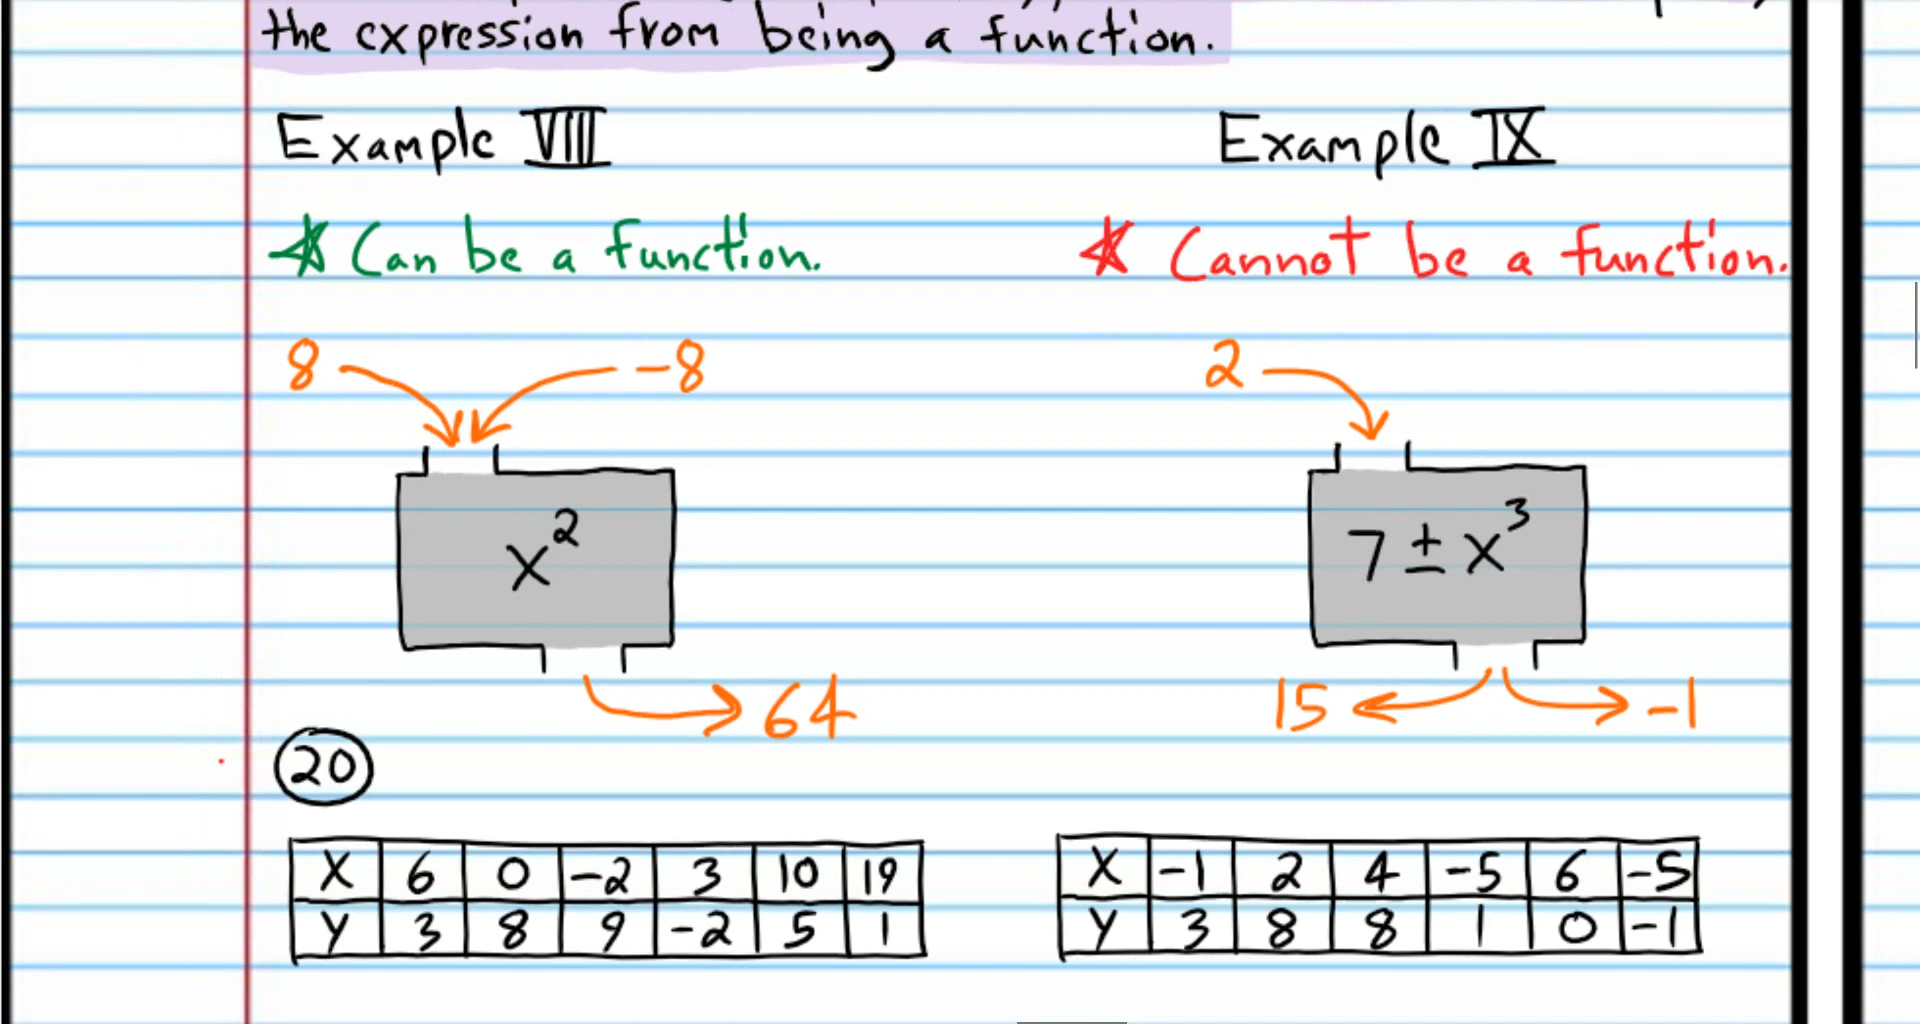 the expression from being a function.
Example VIII
Example IX
Can be a function.
Cannot be a function.
8 -8
2
x²
7 ± x³
64
15 -1
20
X 6 0 -2 3 10 19
Y 3 8 9 -2 5 1
X -1 2 4 -5 6 -5
Y 3 8 8 1 0 -1